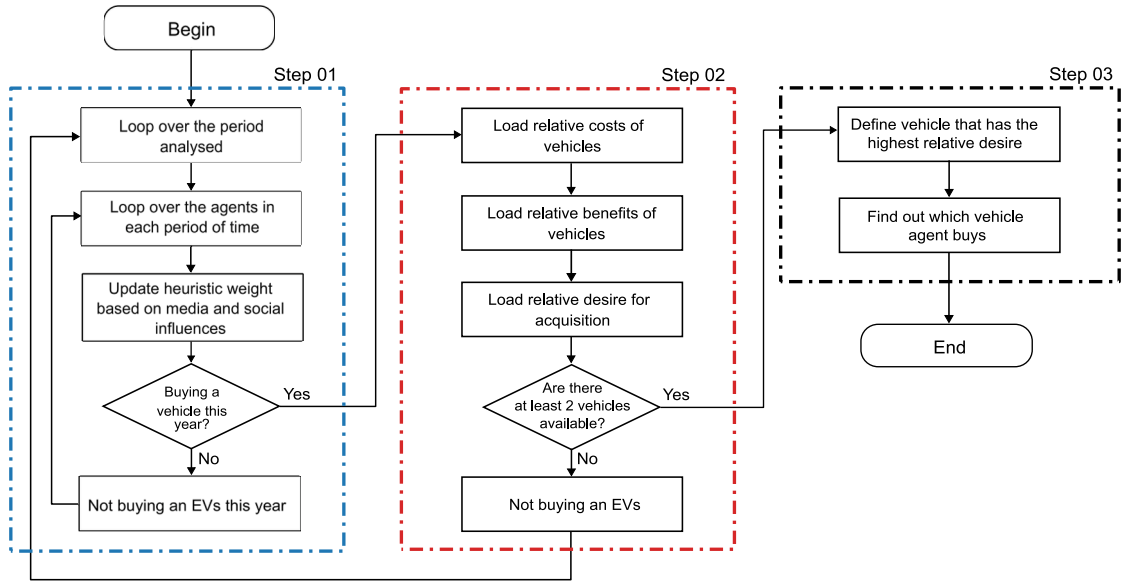 Begin
Step 01
Loop over the period
analysed
Loop over the agents in
each period of time
Update heuristic weight
based on media and social
influences
Buying a
vehicle this
year?
Yes
No
Not buying an EVs this year
Step 02
Load relative costs of
vehicles
Load relative benefits of
vehicles
Load relative desire for
acquisition
Are there
at least 2 vehicles
available?
Yes
No
Not buying an EVs
Step 03
Define vehicle that has the
highest relative desire
Find out which vehicle
agent buys
End